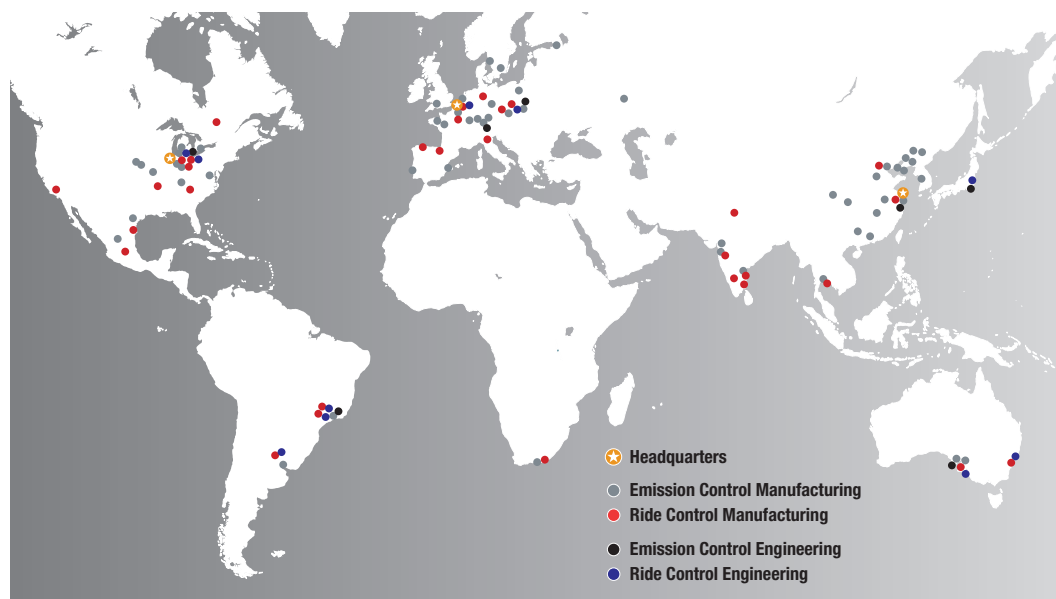 Headquarters
Emission Control Manufacturing
Ride Control Manufacturing
Emission Control Engineering
Ride Control Engineering